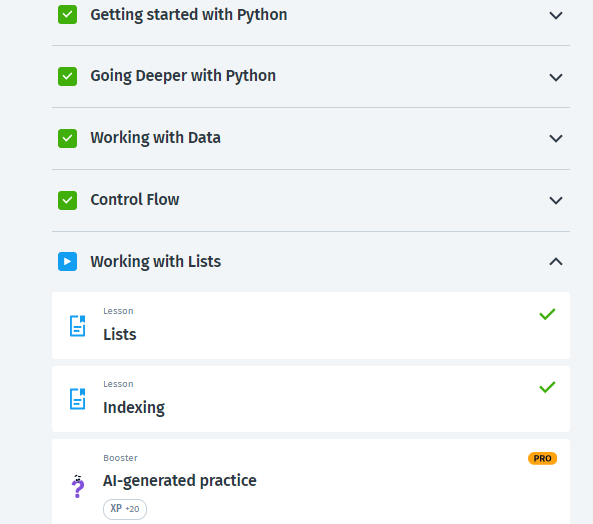 Getting started with Python
Going Deeper with Python
Working with Data
Control Flow
Working with Lists
Lesson
Lists
Lesson
Indexing
Booster
PRO
AI-generated practice
XP +20